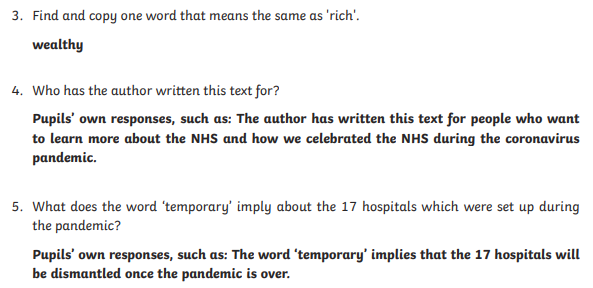 3. Find and copy one word that means the same as 'rich'.
wealthy
4. Who has the author written this text for?
Pupils' own responses, such as: The author has written this text for people who want
to learn more about the NHS and how we celebrated the NHS during the coronavirus
pandemic.
5. What does the word 'temporary' imply about the 17 hospitals which were set up during
the pandemic?
Pupils' own responses, such as: The word 'temporary' implies that the 17 hospitals will
be dismantled once the pandemic is over.